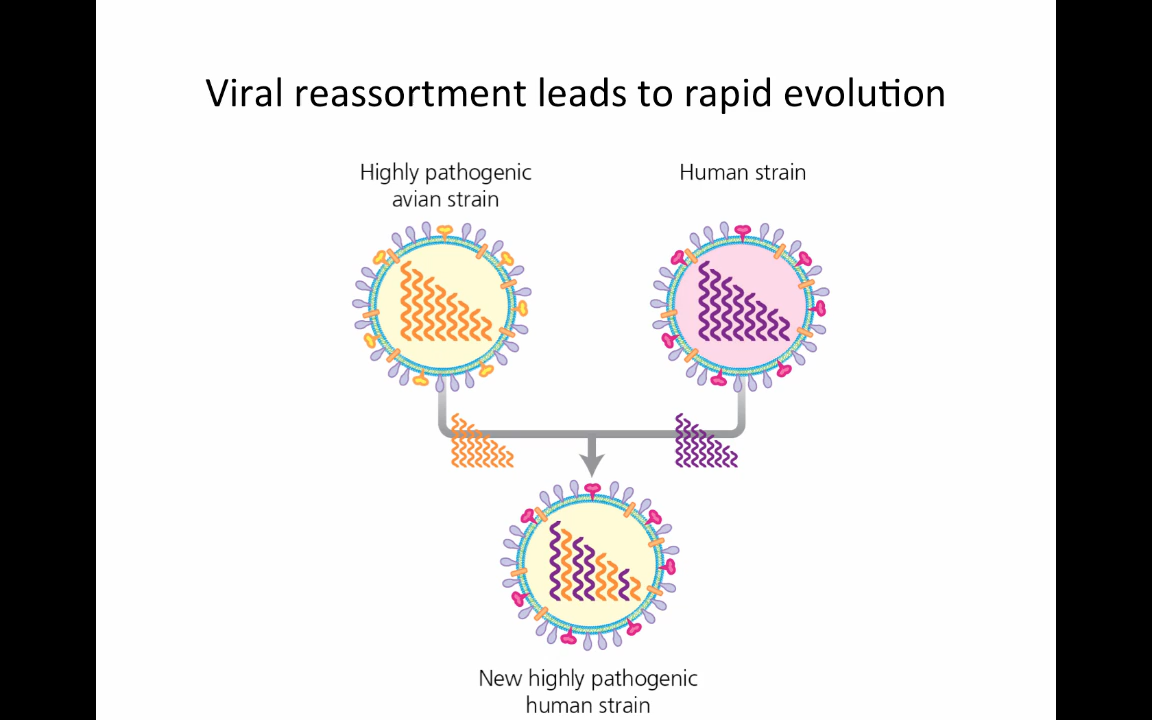 Viral reassortment leads to rapid evolution
Highly pathogenic
avian strain
Human strain
New highly pathogenic
human strain